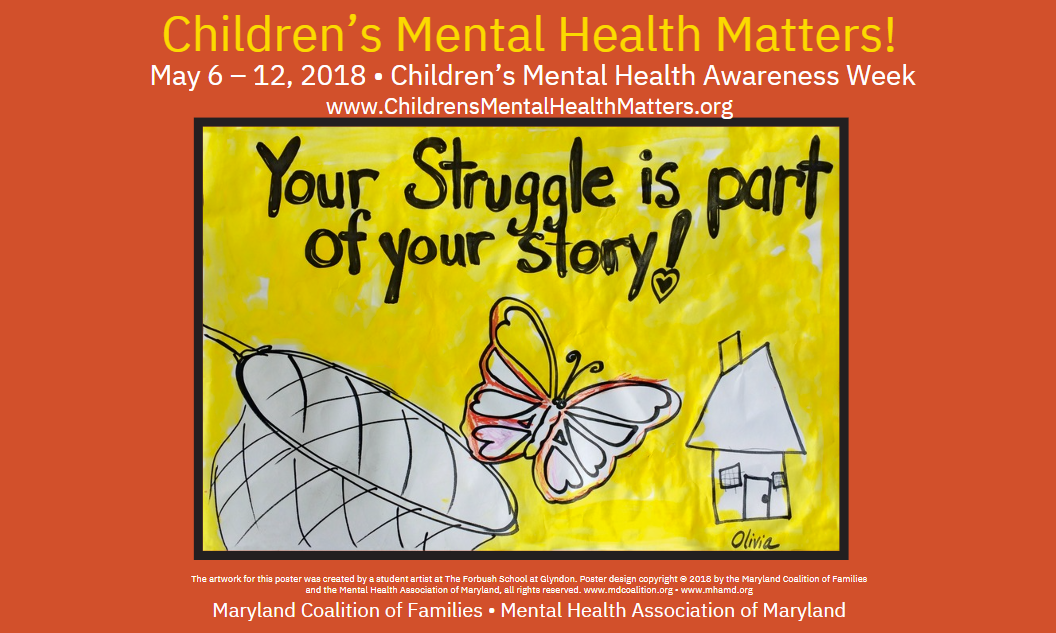 Children’s Mental Health Matters!
May 6 – 12, 2018 • Children’s Mental Health Awareness Week
www.ChildrensMentalHealthMatters.org
Your Struggle is part
of your story!
Olivia
The artwork for this poster was created by a student artist at The Forbush School at Glyndon. Poster design copyright © 2018 by the Maryland Coalition of Families
and the Mental Health Association of Maryland, all rights reserved. www.mdcoalition.org • www.mhamd.org
Maryland Coalition of Families • Mental Health Association of Maryland